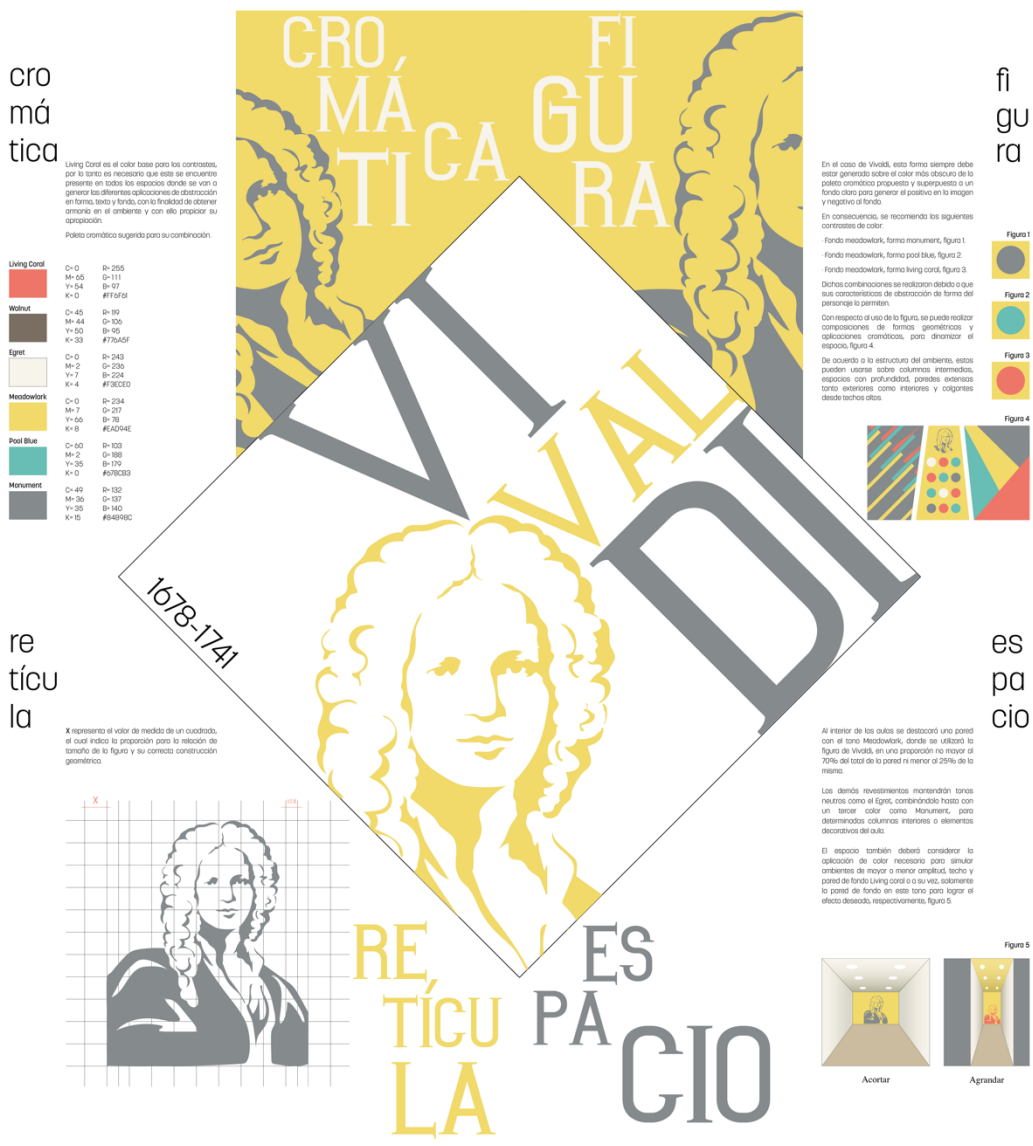 CRO
MÁ
TI
CA
FI
GU
RA
cro
má
tica
Living Coral es el color base para los contrastes,
por lo tanto es necesario que este se encuentre
presente en todos los espacios donde se van a
generar las diferentes aplicaciones de abstracción
en forma, texto y fondo, con la finalidad de obtener
armonía en el ambiente y con ello propiciar su
apropiación.
Paleta cromática sugerida para su combinación.
Living Coral
C= 0 R= 255
M= 65 G= 111
Y= 54 B= 97
K= 0 #FF6F61
Walnut
C= 45 R= 119
M= 44 G= 106
Y= 50 B= 95
K= 33 #776A5F
Egret
C= 0 R= 243
M= 2 G= 236
Y= 7 B= 224
K= 4 #F3ECE0
Meadowlark
C= 0 R= 234
M= 7 G= 217
Y= 66 B= 78
K= 8 #EAD94E
Pool Blue
C= 60 R= 103
M= 2 G= 188
Y= 35 B= 179
K= 0 #67BCB3
Monument
C= 49 R= 132
M= 36 G= 137
Y= 35 B= 140
K= 15 #84898C
fi
gu
ra
En el caso de Vivaldi, esta forma siempre debe
estar generada sobre el color más obscuro de la
paleta cromática propuesta y superpuesta a un
fondo claro para generar el positivo en la imagen
y negativo al fondo.
En consecuencia, se recomienda los siguientes
contrastes de color:
· Fondo meadowlark, forma monument, figura 1.
· Fondo meadowlark, forma pool blue, figura 2.
· Fondo meadowlark, forma living coral, figura 3.
Dichas combinaciones se realizaron debido a que
sus características de abstracción de forma del
personaje lo permiten.
Con respecto al uso de la figura, se puede realizar
composiciones de formas geométricas y
aplicaciones cromáticas, para dinamizar el
espacio, figura 4.
De acuerdo a la estructura del ambiente, estas
pueden usarse sobre columnas intermedias,
espacios con profundidad, paredes extensas
tanto exteriores como interiores y colgantes
desde techos altos.
Figura 1
Figura 2
Figura 3
Figura 4
VI
VAL
DI
1678-1741
re
tícu
la
X representa el valor de medida de un cuadrado,
el cual indica la proporción para la relación de
tamaño de la figura y su correcta construcción
geométrica.
X
es
pa
cio
Al interior de las aulas se destacará una pared
con el tono Meadowlark, donde se utilizará la
figura de Vivaldi, en una proporción no mayor al
70% del total de la pared ni menor al 25% de la
misma.
Los demás revestimientos mantendrán tonos
neutros como el Egret, combinándolo hasta con
un tercer color como Monument, para
determinadas columnas interiores o elementos
decorativos del aula.
El espacio también deberá considerar la
aplicación de color necesaria para simular
ambientes de mayor o menor amplitud, techo y
pared de fondo Living coral o a su vez, solamente
la pared de fondo en este tono para lograr el
efecto deseado, respectivamente, figura 5.
Figura 5
Acortar
Agrandar
RE
TÍCU
LA
ES
PA
CIO